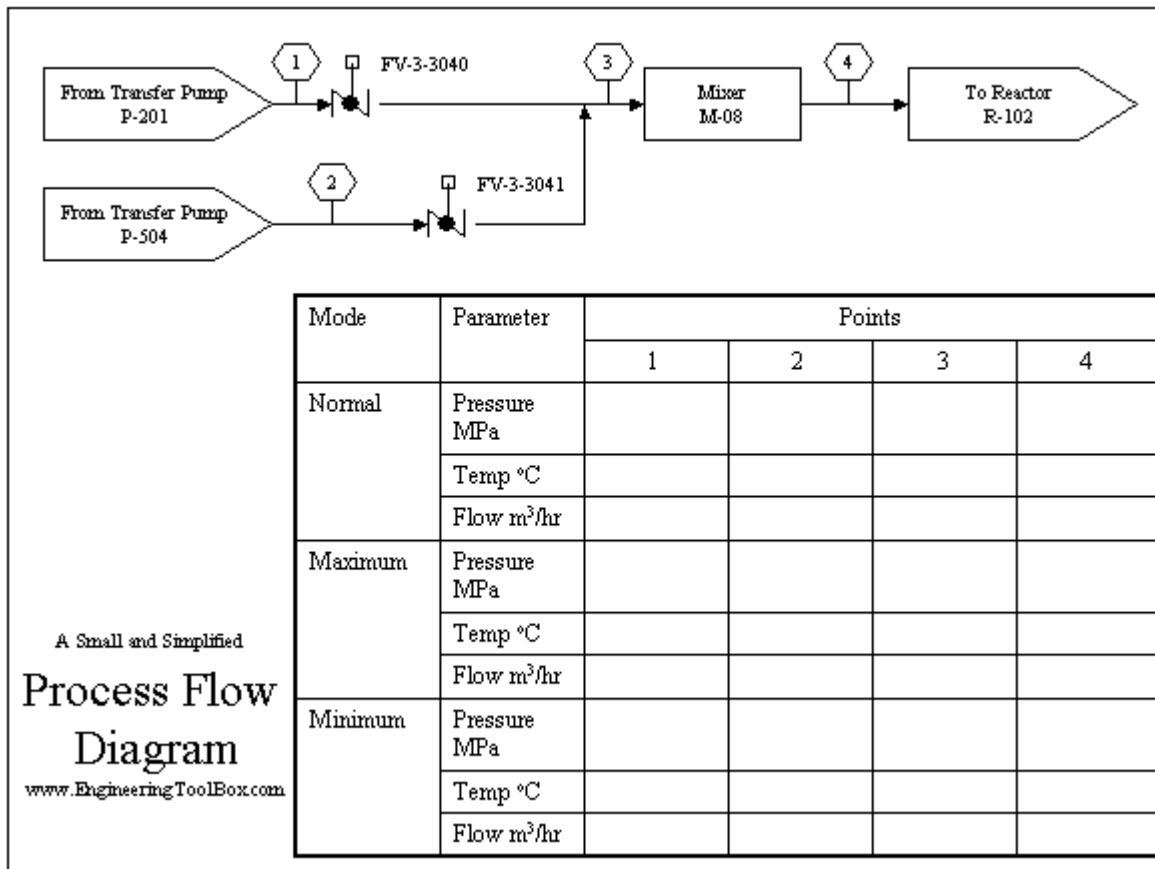 1
FV-3-3040
3
4
From Transfer Pump
P-201
Mixer
M-08
To Reactor
R-102
2
FV-3-3041
From Transfer Pump
P-504
Mode Parameter Points
1 2 3 4
Normal Pressure
MPa
Temp °C
Flow m³/hr
Maximum Pressure
MPa
Temp °C
Flow m³/hr
Minimum Pressure
MPa
Temp °C
Flow m³/hr
A Small and Simplified
Process Flow
Diagram
www.EngineeringToolBox.com